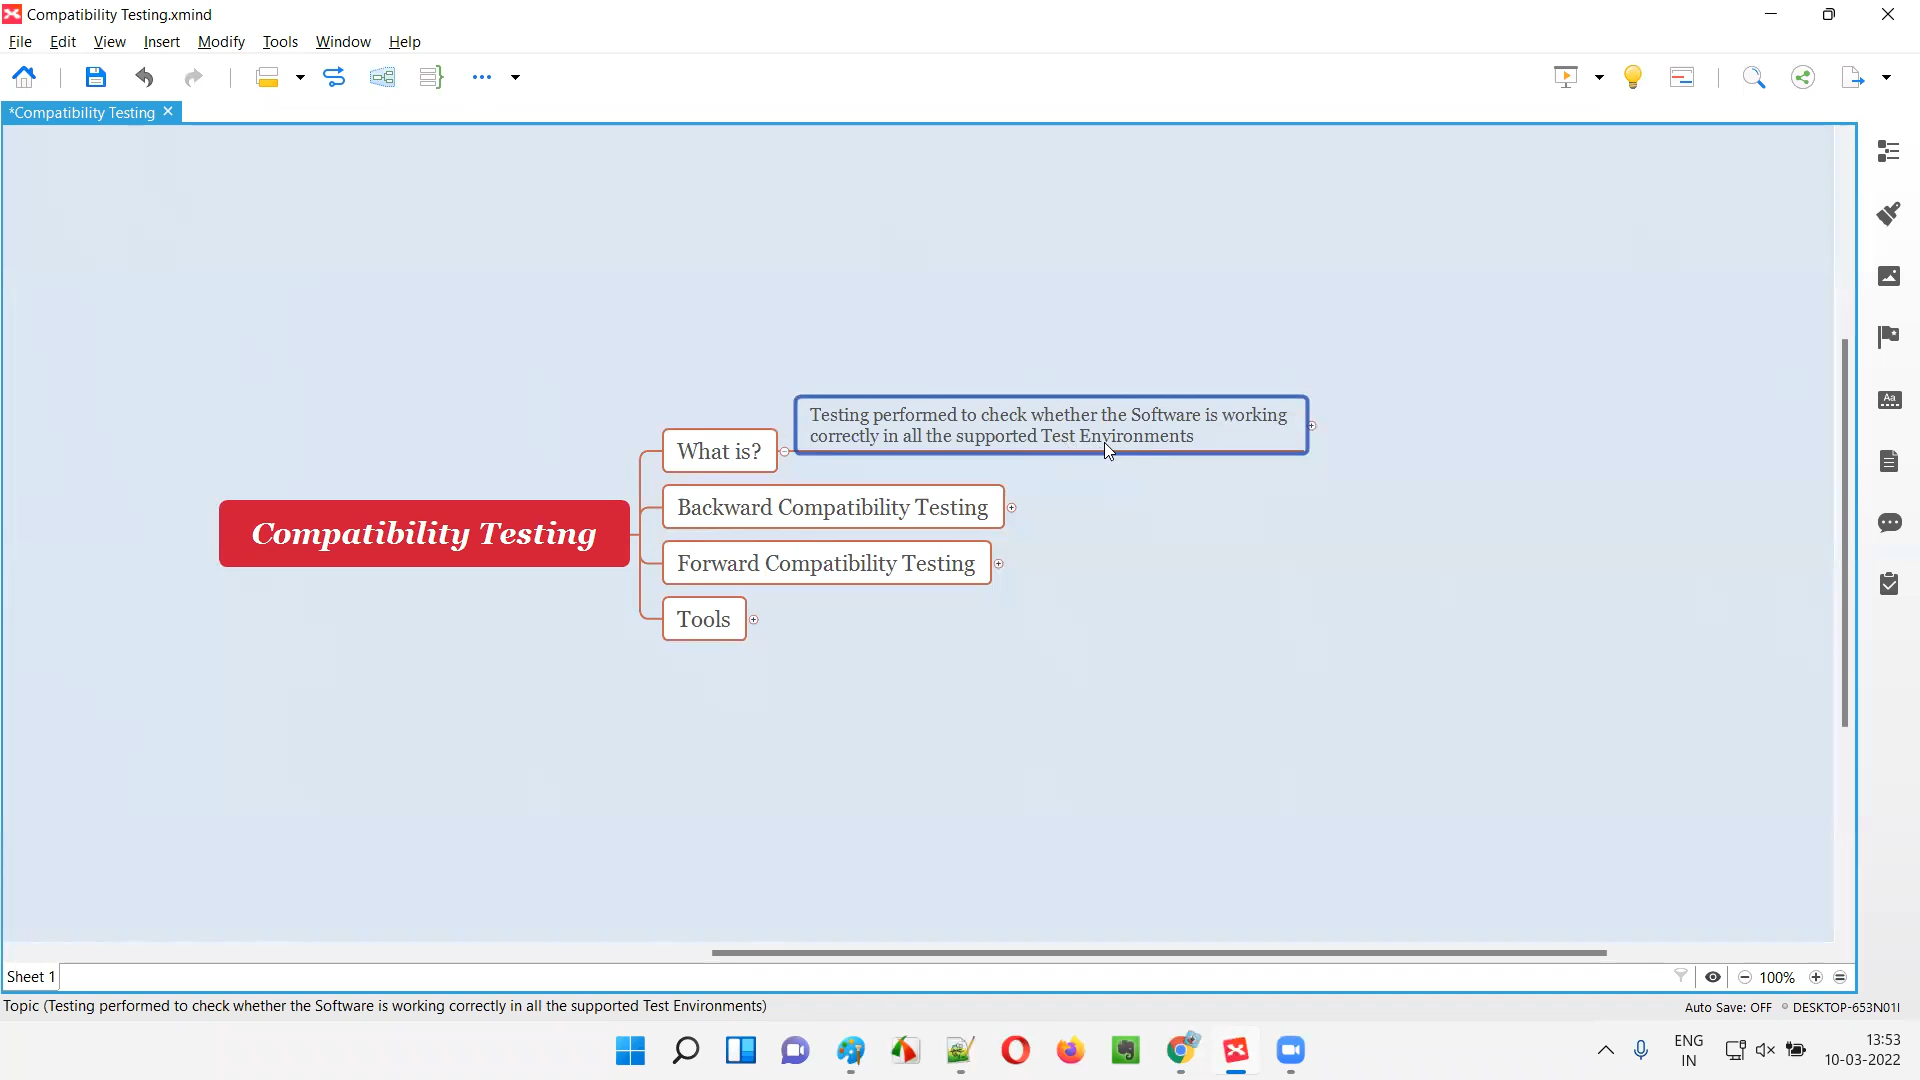 Compatibility Testing.xmind
File Edit View Insert Modify Tools Window Help
*Compatibility Testing
Testing performed to check whether the Software is working
correctly in all the supported Test Environments
What is?
Backward Compatibility Testing
Compatibility Testing
Forward Compatibility Testing
Tools
Sheet 1
100%
Topic (Testing performed to check whether the Software is working correctly in all the supported Test Environments)
Auto Save: OFF DESKTOP-653N01I
ENG
IN
13:53
10-03-2022